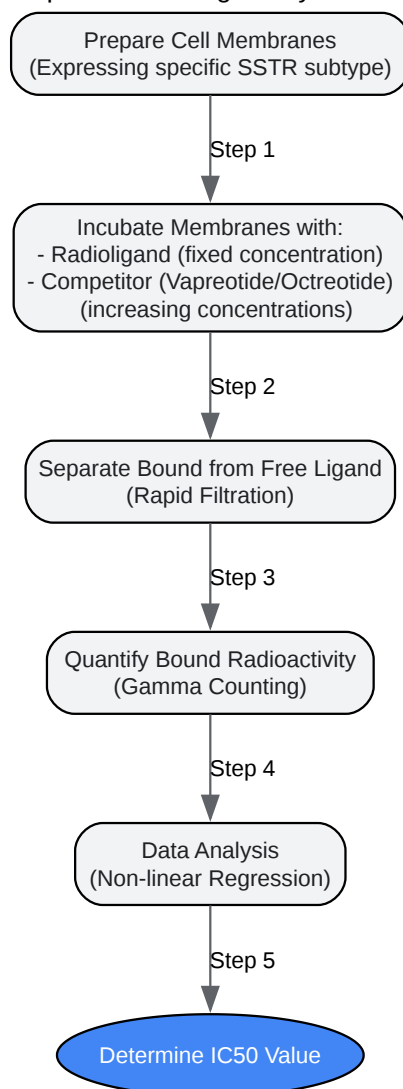 Prepare Cell Membranes
(Expressing specific SSTR subtype)
Step 1
Incubate Membranes with:
- Radioligand (fixed concentration)
- Competitor (Vapreotide/Octreotide)
(increasing concentrations)
Step 2
Separate Bound from Free Ligand
(Rapid Filtration)
Step 3
Quantify Bound Radioactivity
(Gamma Counting)
Step 4
Data Analysis
(Non-linear Regression)
Step 5
Determine IC50 Value